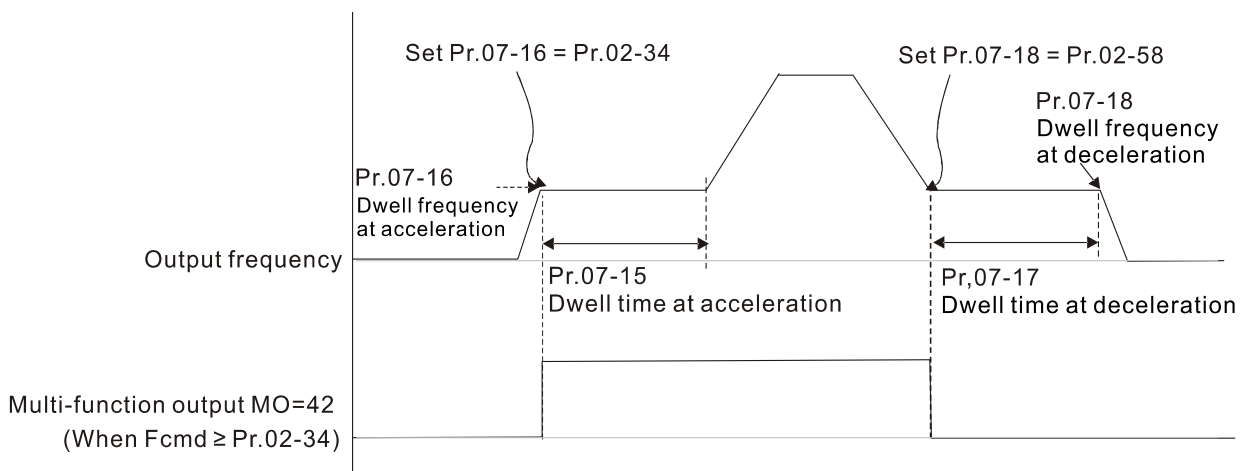 Set Pr.07-16 = Pr.02-34
Set Pr.07-18 = Pr.02-58
Pr.07-18
Dwell frequency
at deceleration
Pr.07-16
Dwell frequency
at acceleration
Output frequency
Pr.07-15
Dwell time at acceleration
Pr,07-17
Dwell time at deceleration
Multi-function output MO=42
(When Fcmd ≥ Pr.02-34)